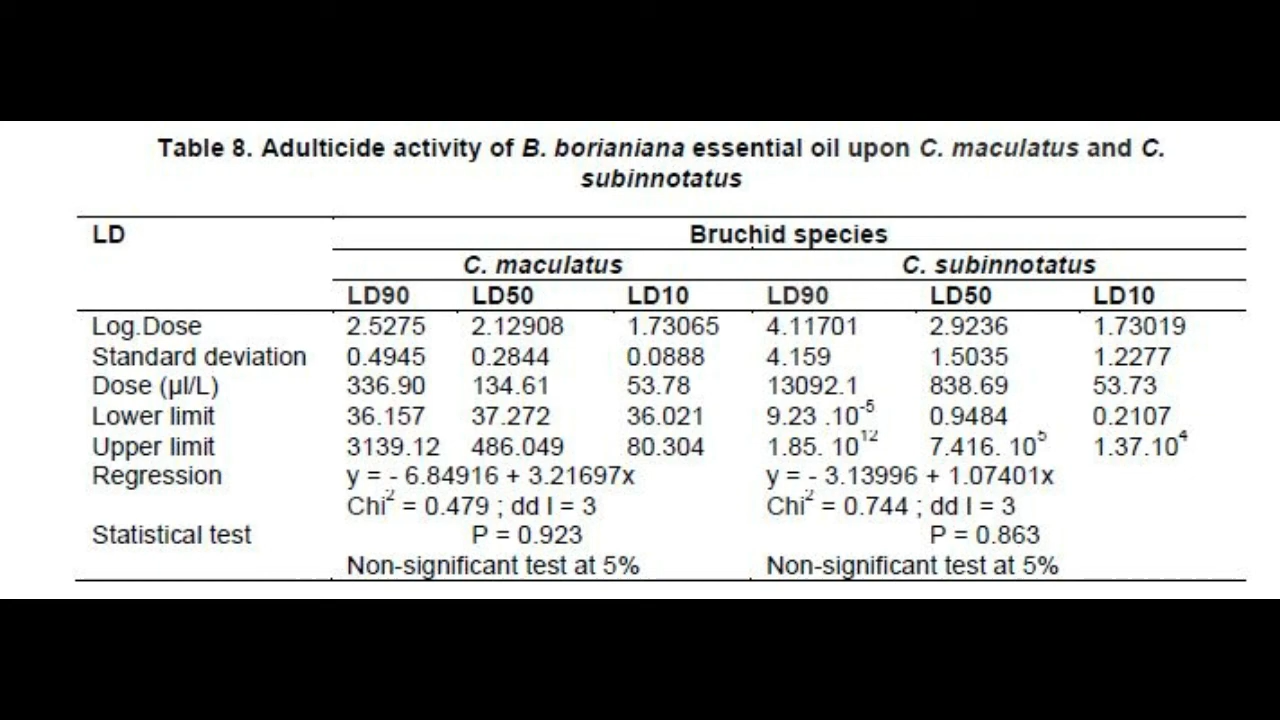 Table 8. Adulticide activity of B. borianiana essential oil upon C. maculatus and C.
subinnotatus
LD Bruchid species
C. maculatus C. subinnotatus
LD90 LD50 LD10 LD90 LD50 LD10
Log.Dose 2.5275 2.12908 1.73065 4.11701 2.9236 1.73019
Standard deviation 0.4945 0.2844 0.0888 4.159 1.5035 1.2277
Dose (µl/L) 336.90 134.61 53.78 13092.1 838.69 53.73
Lower limit 36.157 37.272 36.021 9.23 .10⁻⁵ 0.9484 0.2107
Upper limit 3139.12 486.049 80.304 1.85. 10¹² 7.416. 10⁵ 1.37.10⁴
Regression y = - 6.84916 + 3.21697x y = - 3.13996 + 1.07401x
Chi² = 0.479 ; dd l = 3 Chi² = 0.744 ; dd l = 3
Statistical test P = 0.923 P = 0.863
Non-significant test at 5% Non-significant test at 5%